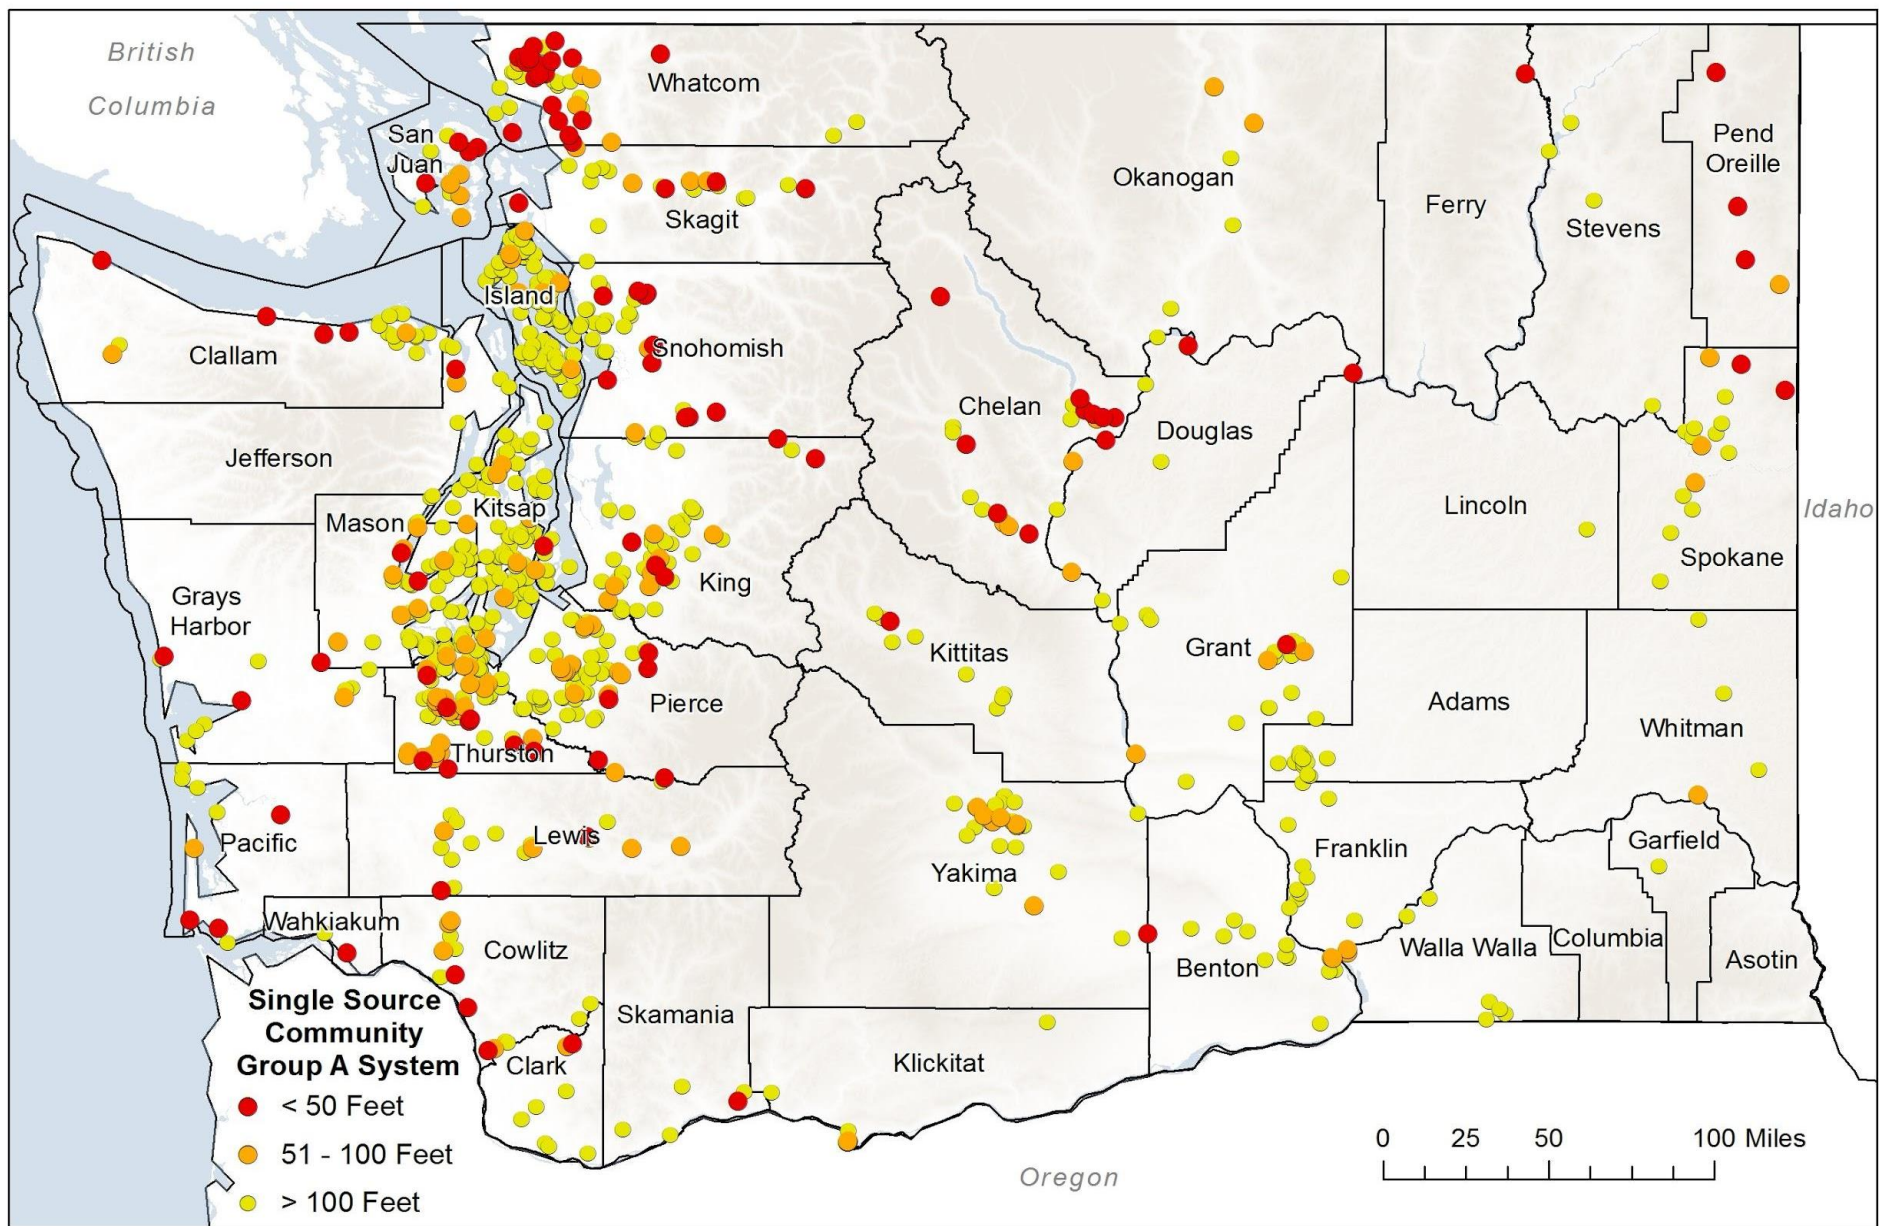 British
Columbia
Whatcom
San
Juan
Skagit
Okanogan
Ferry
Stevens
Pend
Oreille
Island
Clallam
Snohomish
Chelan
Douglas
Jefferson
Kitsap
Mason
Lincoln
Idaho
Spokane
Grays
Harbor
King
Kittitas
Grant
Adams
Pierce
Whitman
Thurston
Pacific
Lewis
Yakima
Franklin
Garfield
Wahkiakum
Cowlitz
Benton
Walla Walla
Columbia
Asotin
Skamania
Klickitat
Clark
Single Source
Community
Group A System
< 50 Feet
51 - 100 Feet
> 100 Feet
0 25 50 100 Miles
Oregon